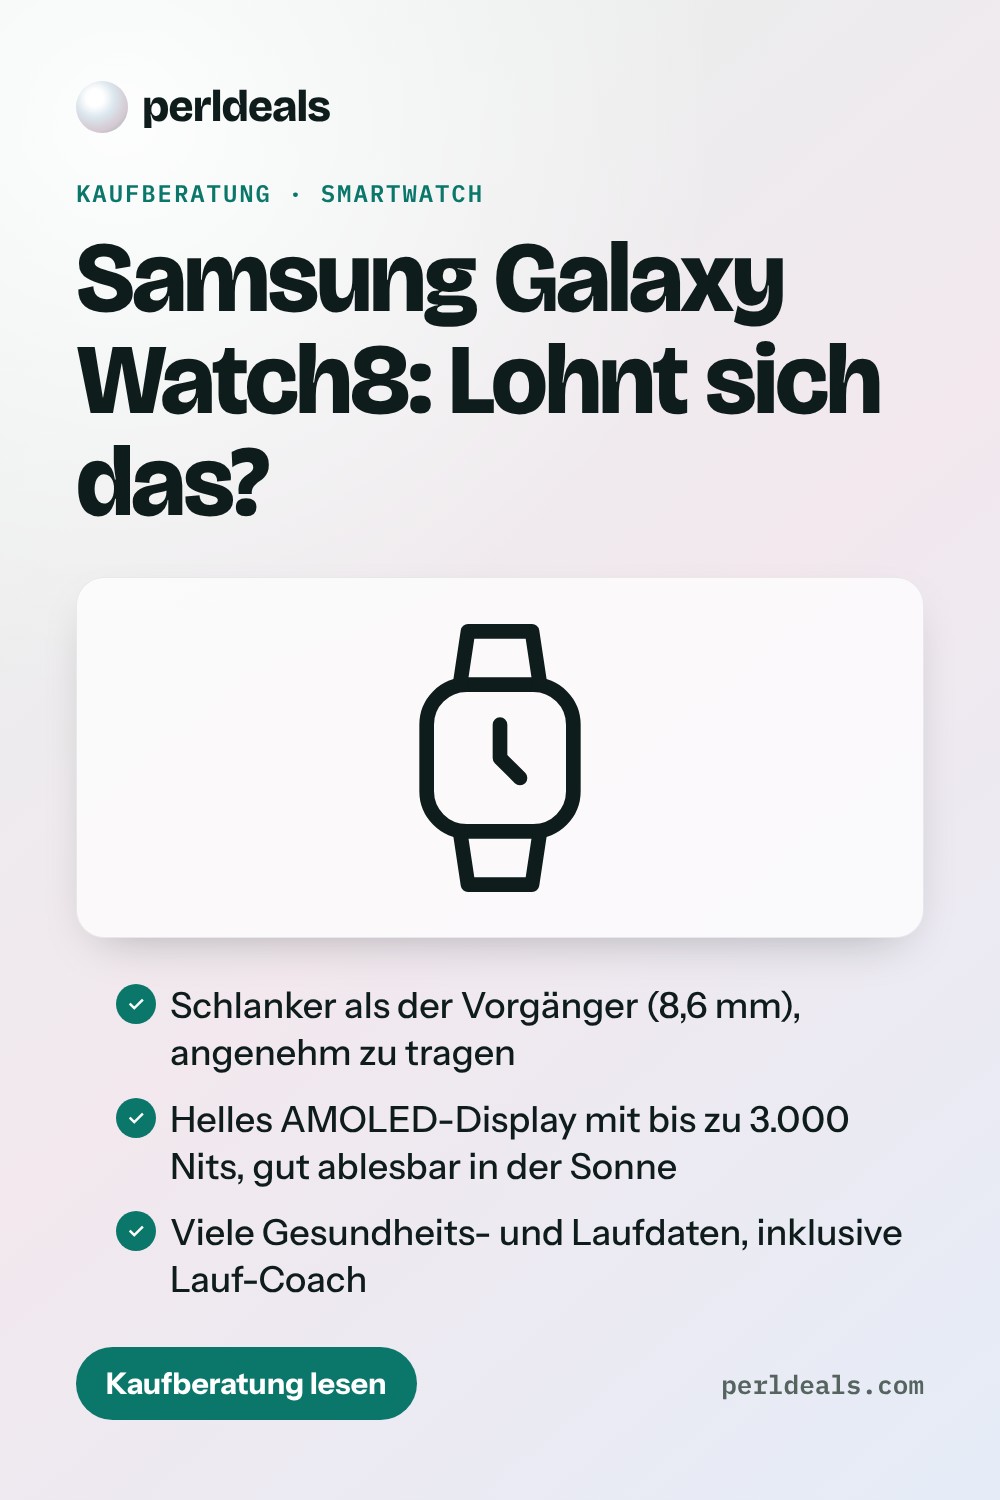 perldeals
KAUFBERATUNG · SMARTWATCH
Samsung Galaxy
Watch8: Lohnt sich
das?
Schlanker als der Vorgänger (8,6 mm),
angenehm zu tragen
Helles AMOLED-Display mit bis zu 3.000
Nits, gut ablesbar in der Sonne
Viele Gesundheits- und Laufdaten, inklusive
Lauf-Coach
Kaufberatung lesen
perldeals.com